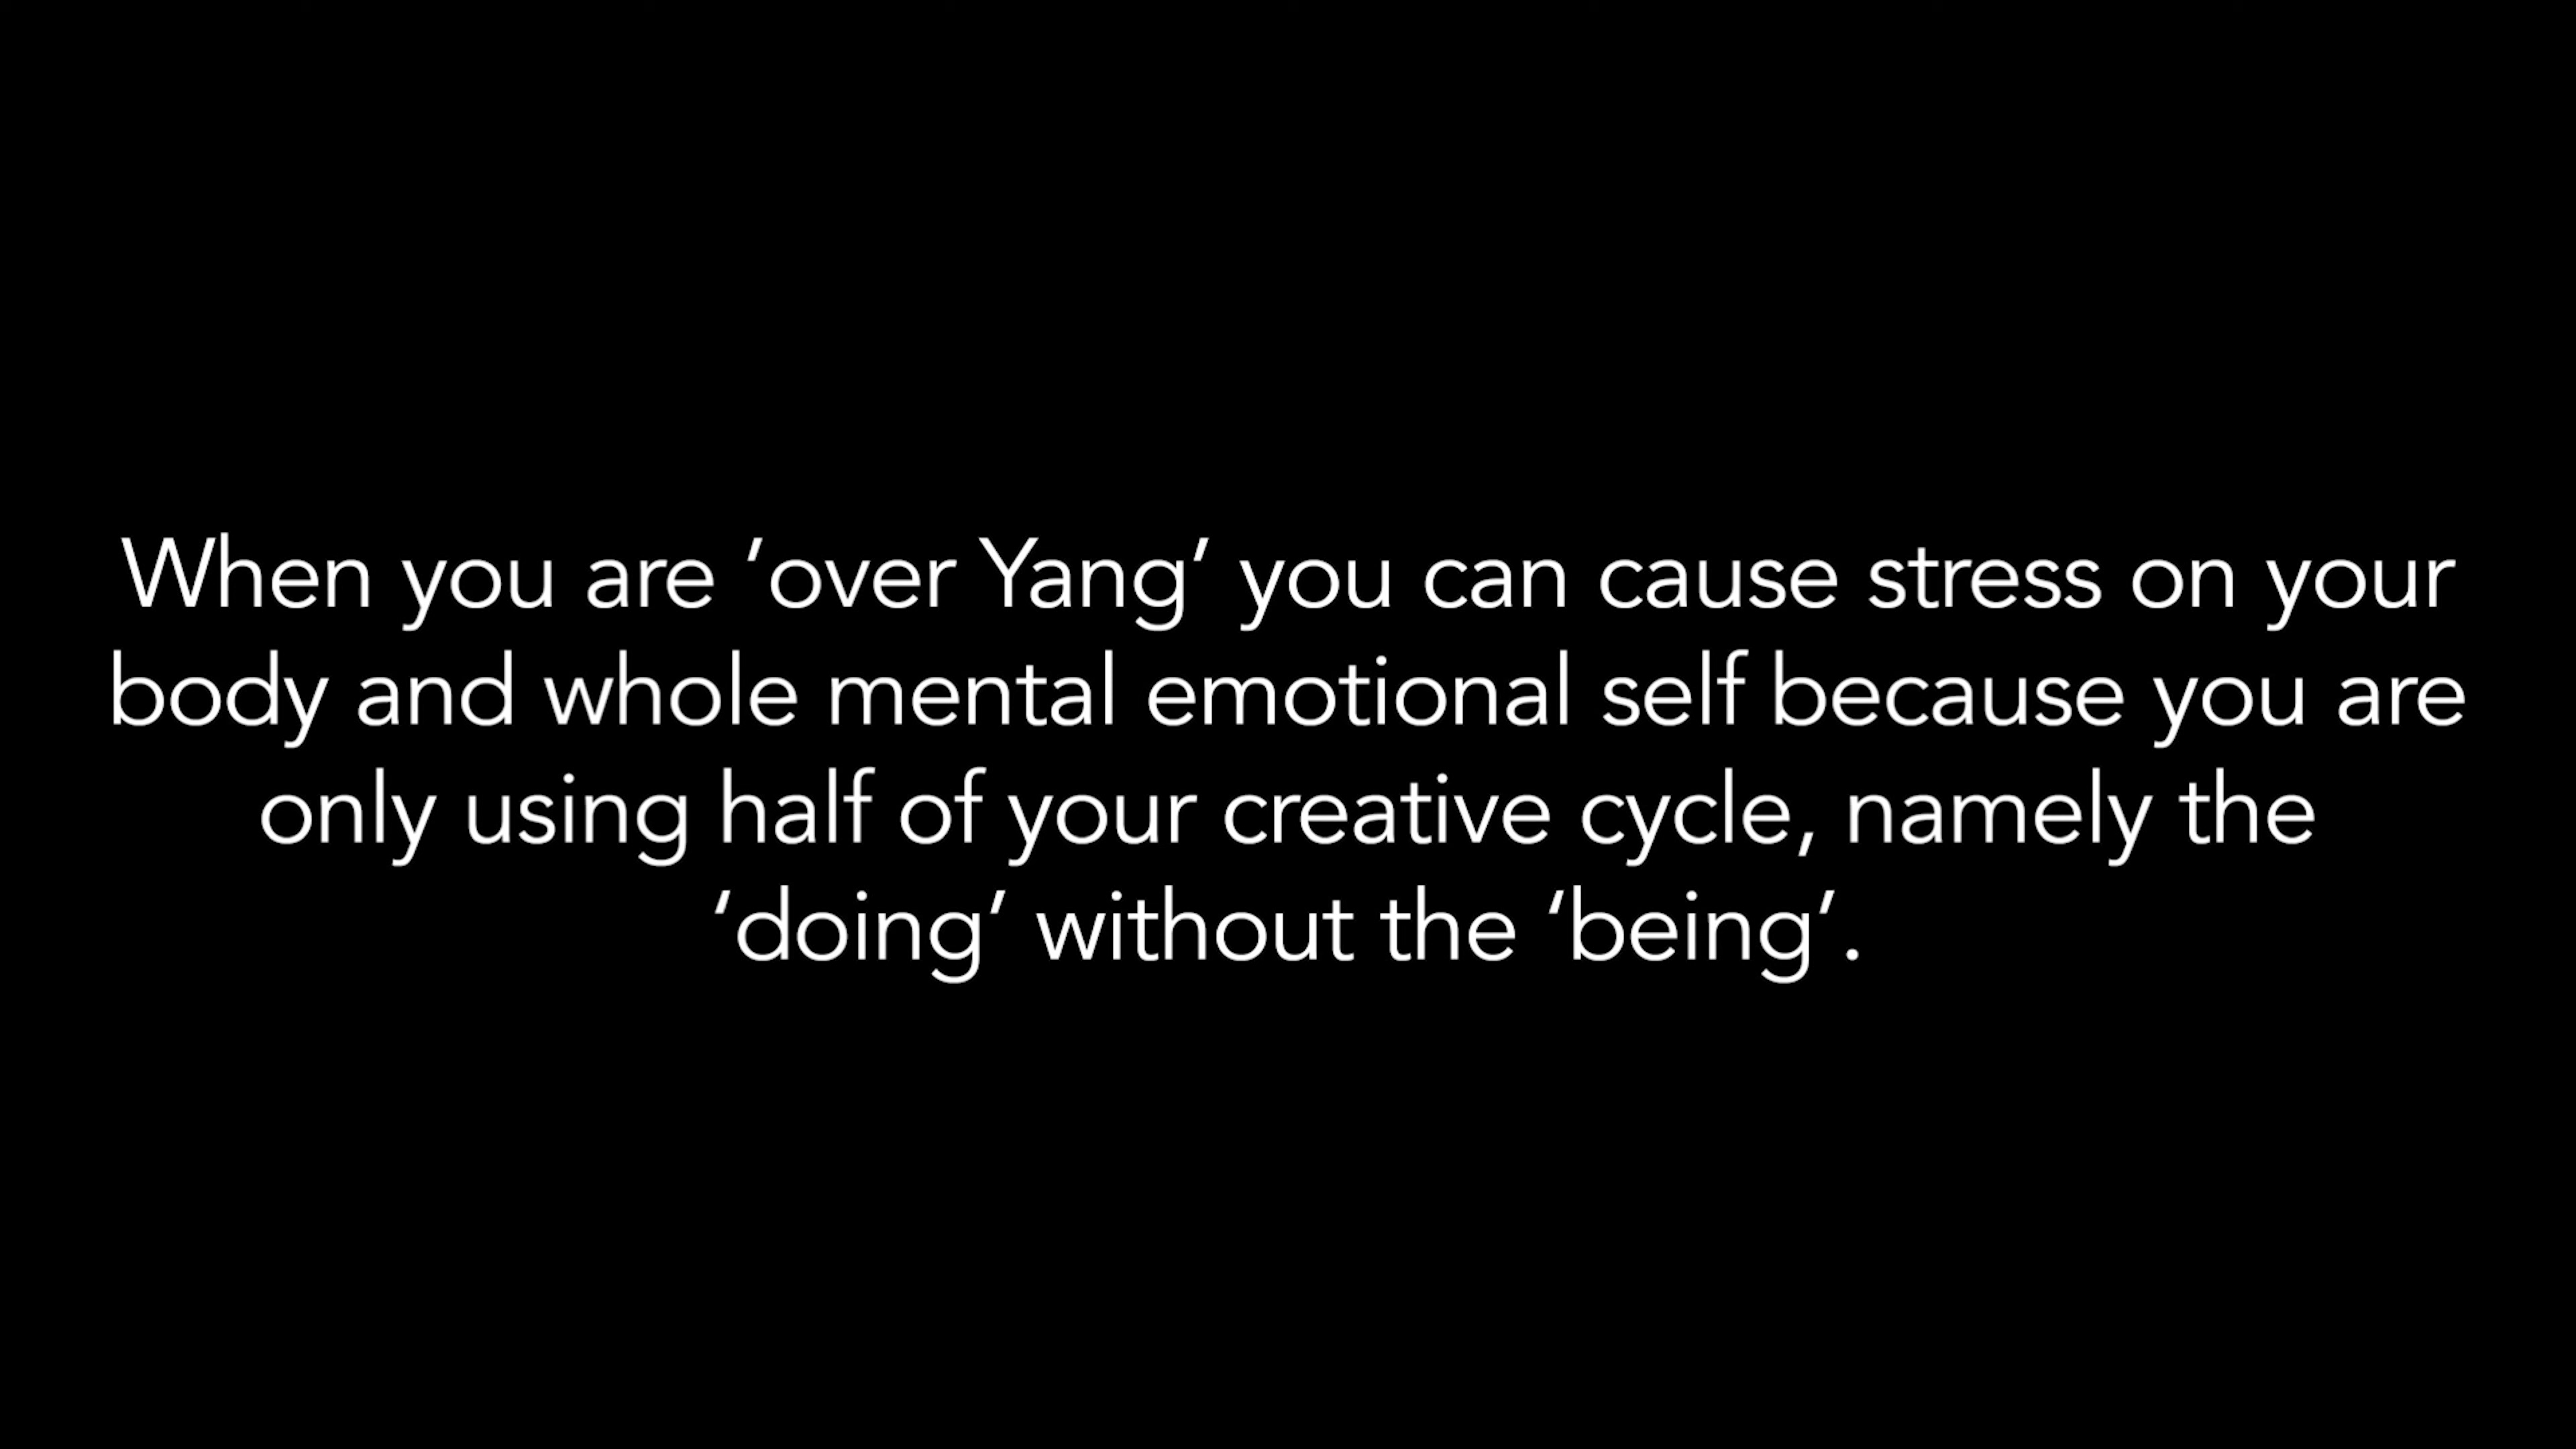 When you are ’over Yang’ you can cause stress on your
body and whole mental emotional self because you are
only using half of your creative cycle, namely the
‘doing’ without the ‘being’.